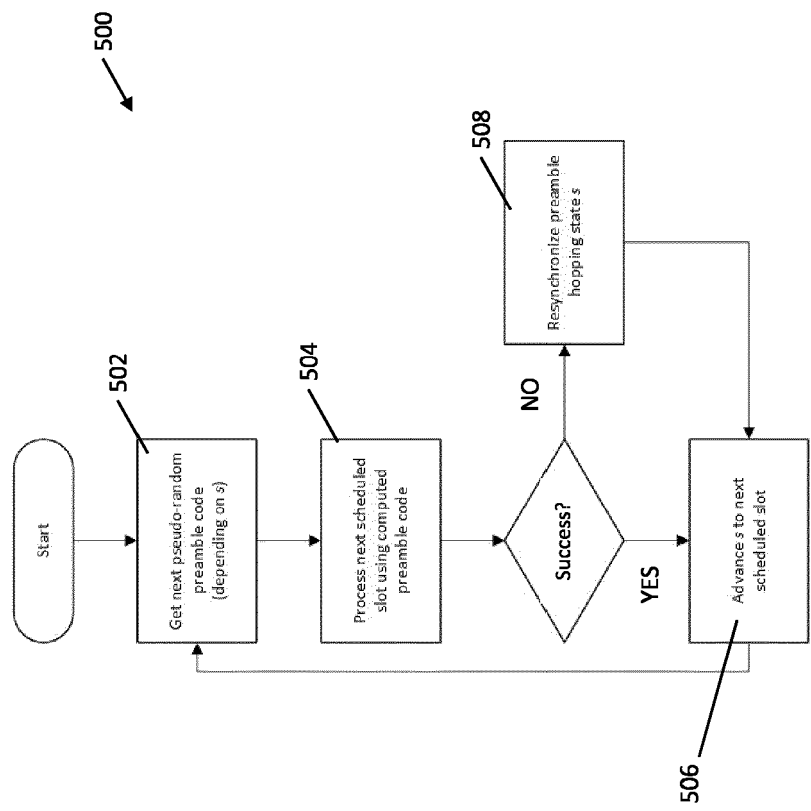 500
Start
502
Get next pseudo-random
preamble code
(depending on s)
504
Process next scheduled
slot using computed
preamble code
Success?
NO
508
Resynchronize preamble
hopping state s
YES
Advance s to next
scheduled slot
506